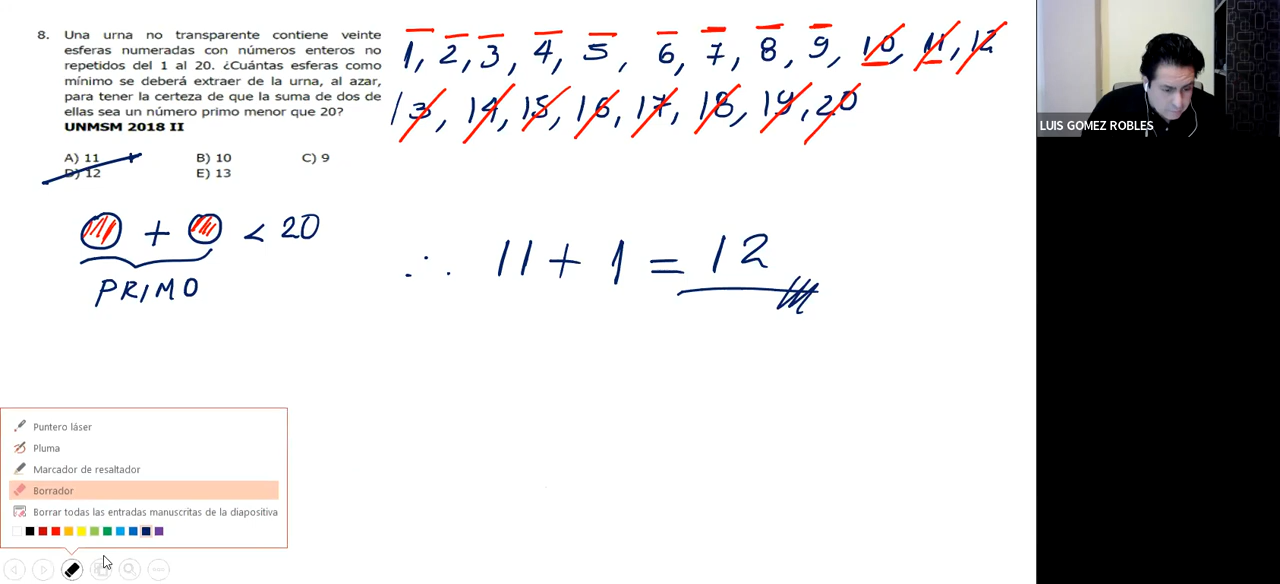 8. Una urna no transparente contiene veinte
esferas numeradas con números enteros no
repetidos del 1 al 20. ¿Cuántas esferas como
mínimo se deberá extraer de la urna, al azar,
para tener la certeza de que la suma de dos de
ellas sea un número primo menor que 20?
UNMSM 2018 II
A) 11 B) 10 C) 9
D) 12 E) 13
1, 2, 3, 4, 5, 6, 7, 8, 9, 10, 11, 12
13, 14, 15, 16, 17, 18, 19, 20
+ < 20
PRIMO
∴ 11 + 1 = 12
LUIS GOMEZ ROBLES
Puntero láser
Pluma
Marcador de resaltador
Borrador
Borrar todas las entradas manuscritas de la diapositiva